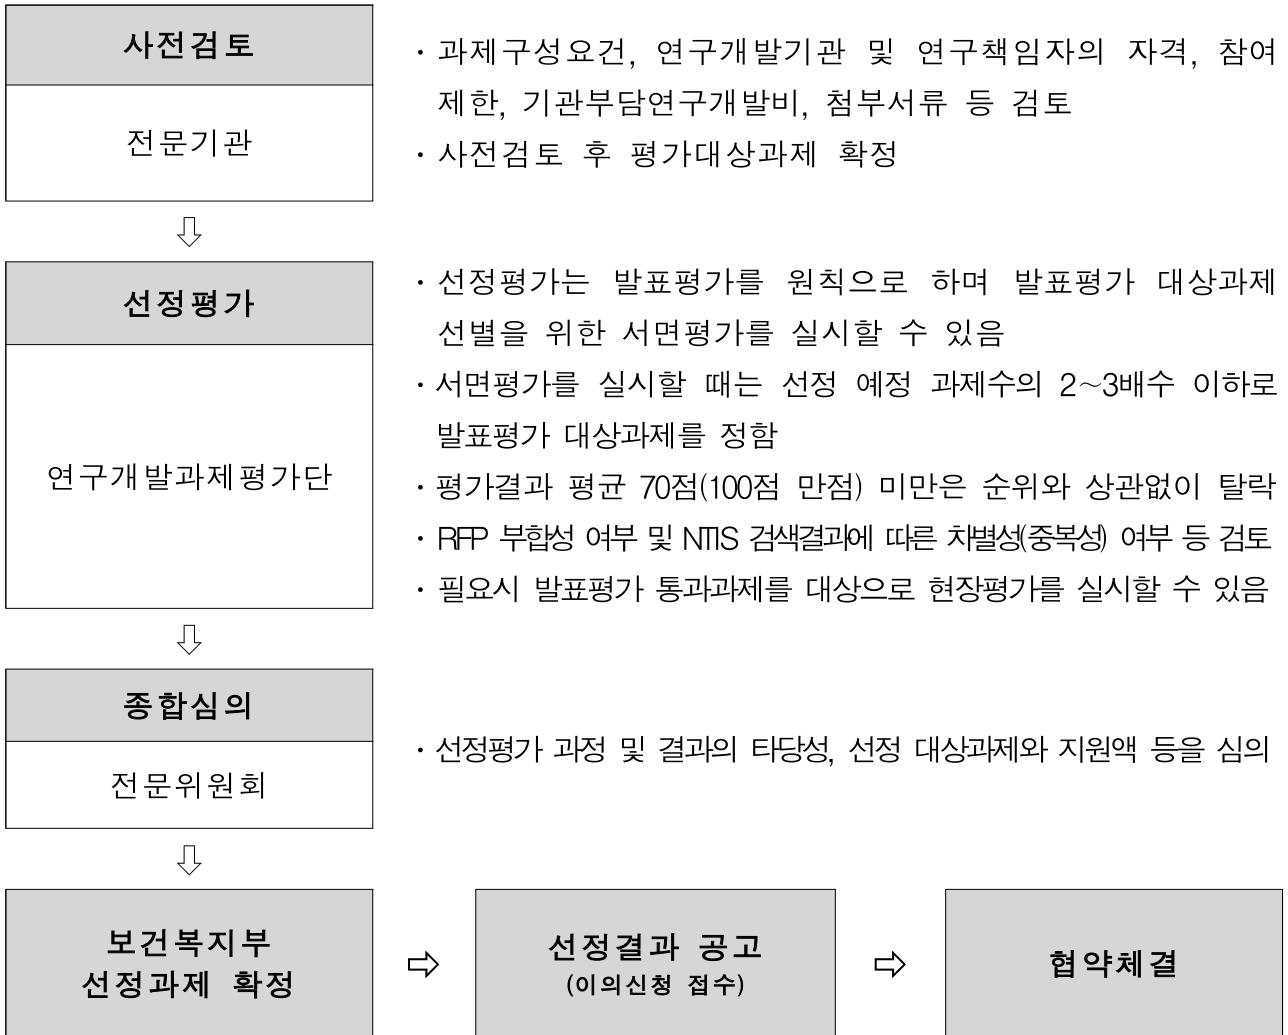 사전검토
전문기관
· 과제구성요건, 연구개발기관 및 연구책임자의 자격, 참여
제한, 기관부담연구개발비, 첨부서류 등 검토
· 사전검토 후 평가대상과제 확정
⇩
선정평가
연구개발과제평가단
· 선정평가는 발표평가를 원칙으로 하며 발표평가 대상과제
선별을 위한 서면평가를 실시할 수 있음
· 서면평가를 실시할 때는 선정 예정 과제수의 2~3배수 이하로
발표평가 대상과제를 정함
· 평가결과 평균 70점(100점 만점) 미만은 순위와 상관없이 탈락
· RFP 부합성 여부 및 NTIS 검색결과에 따른 차별성(중복성) 여부 등 검토
· 필요시 발표평가 통과과제를 대상으로 현장평가를 실시할 수 있음
⇩
종합심의
전문위원회
· 선정평가 과정 및 결과의 타당성, 선정 대상과제와 지원액 등을 심의
⇩
보건복지부
선정과제 확정
⇨
선정결과 공고
(이의신청 접수)
⇨
협약체결